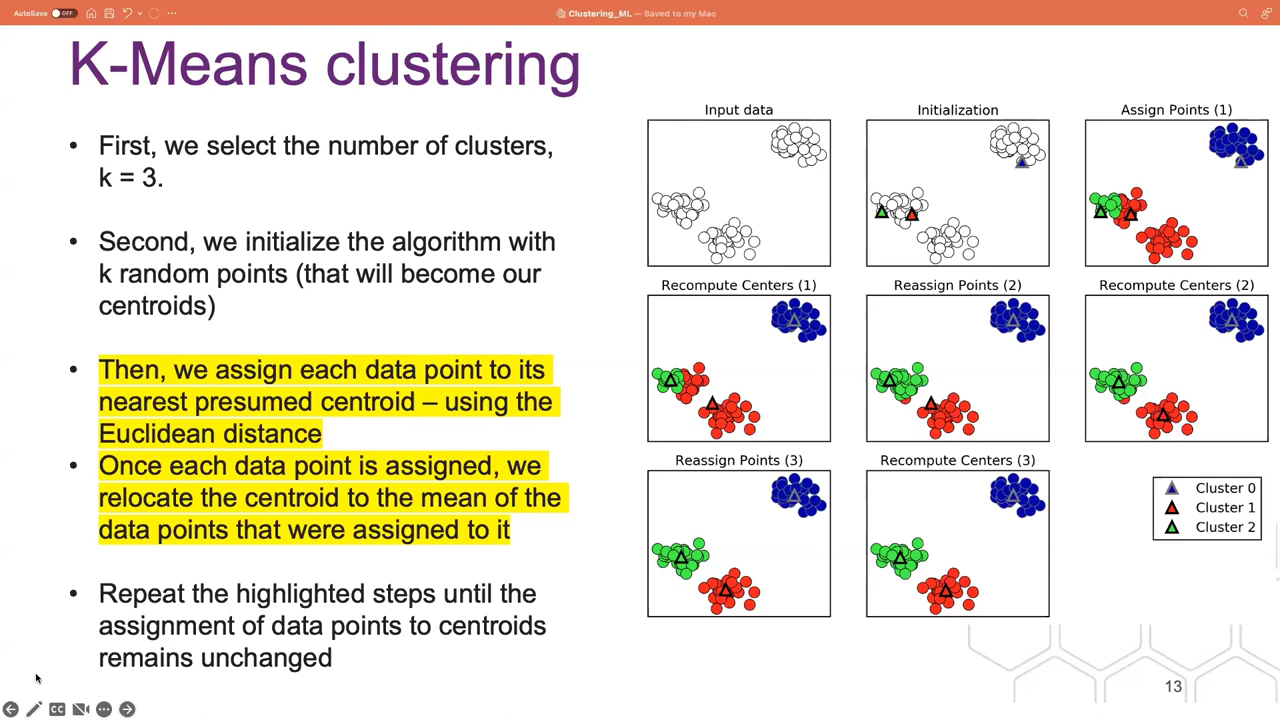 AutoSave OFF
Clustering_ML — Saved to my Mac
K-Means clustering
• First, we select the number of clusters,
k = 3.
• Second, we initialize the algorithm with
k random points (that will become our
centroids)
• Then, we assign each data point to its
nearest presumed centroid – using the
Euclidean distance
• Once each data point is assigned, we
relocate the centroid to the mean of the
data points that were assigned to it
• Repeat the highlighted steps until the
assignment of data points to centroids
remains unchanged
Input data
Initialization
Assign Points (1)
Recompute Centers (1)
Reassign Points (2)
Recompute Centers (2)
Reassign Points (3)
Recompute Centers (3)
Cluster 0
Cluster 1
Cluster 2
13
CC